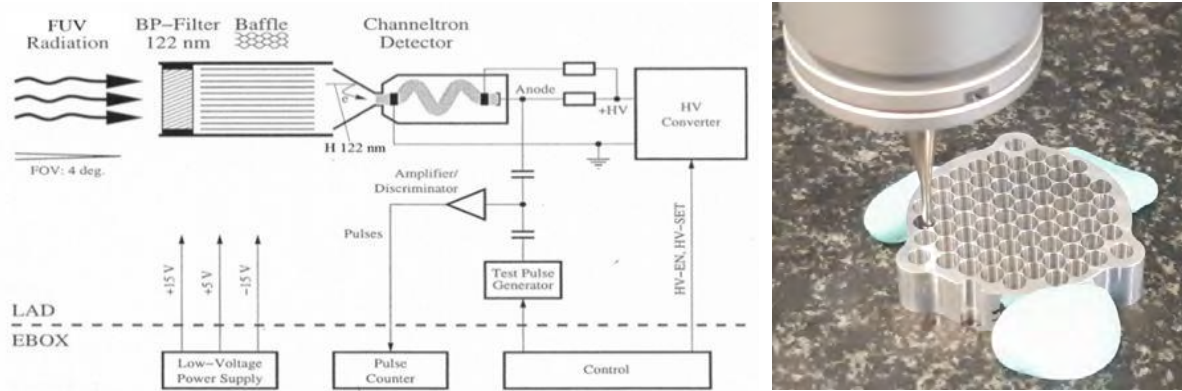 FUV
Radiation
BP-Filter
122 nm
Baffle
Channeltron
Detector
FOV: 4 deg.
e
H 122 nm
Anode
+HV
HV
Converter
Amplifier/
Discriminator
Pulses
Test Pulse
Generator
HV-EN, HV-SET
+15 V
+5 V
-15 V
LAD
EBOX
Low-Voltage
Power Supply
Pulse
Counter
Control